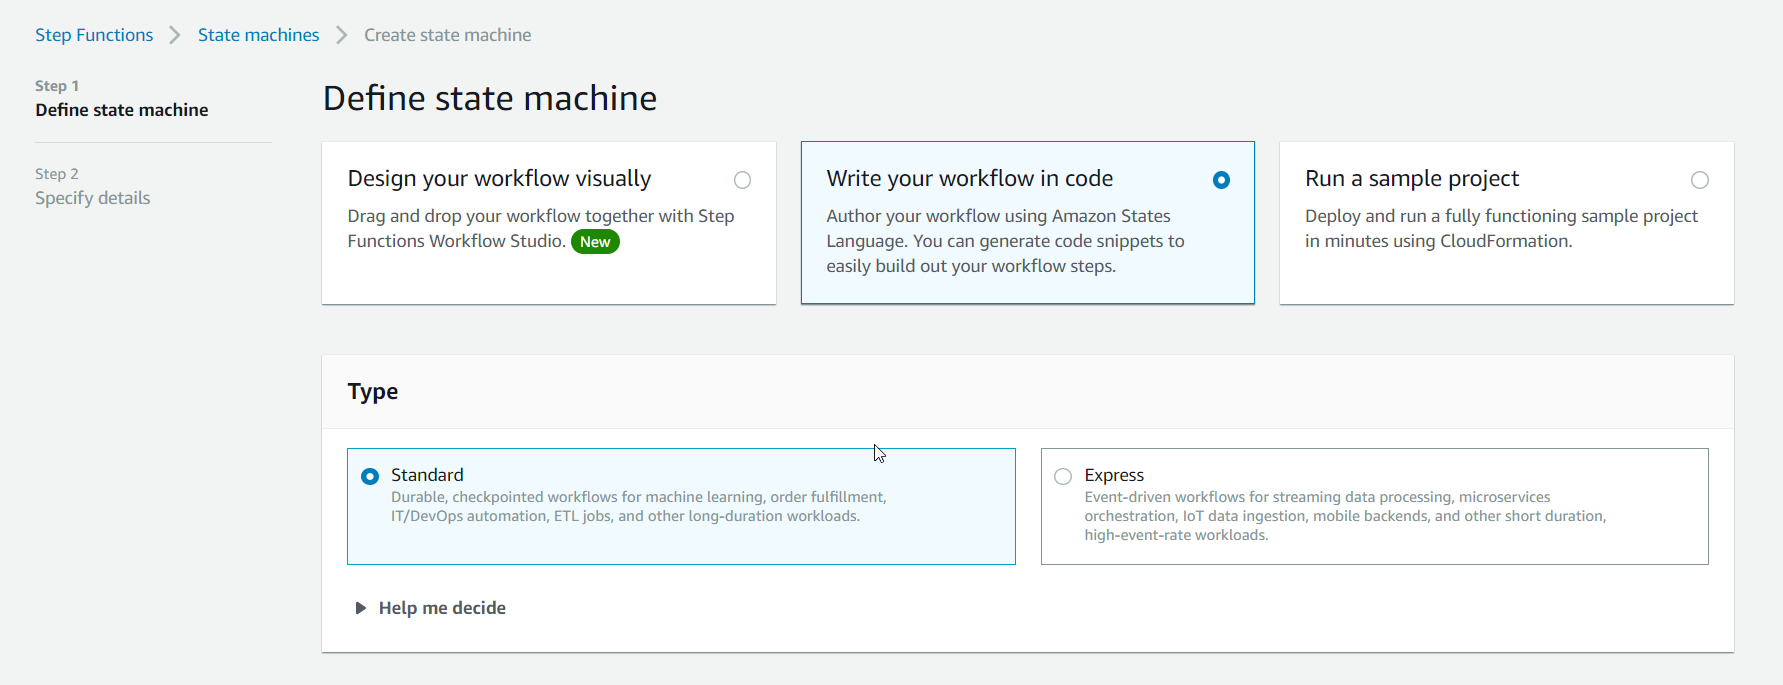 Step Functions
State machines
Create state machine
Step 1
Define state machine
Step 2
Specify details
Define state machine
Design your workflow visually
Drag and drop your workflow together with Step
Functions Workflow Studio. New
Write your workflow in code
Author your workflow using Amazon States
Language. You can generate code snippets to
easily build out your workflow steps.
Run a sample project
Deploy and run a fully functioning sample project
in minutes using CloudFormation.
Type
Standard
Durable, checkpointed workflows for machine learning, order fulfillment,
IT/DevOps automation, ETL jobs, and other long-duration workloads.
Express
Event-driven workflows for streaming data processing, microservices
orchestration, IoT data ingestion, mobile backends, and other short duration,
high-event-rate workloads.
Help me decide